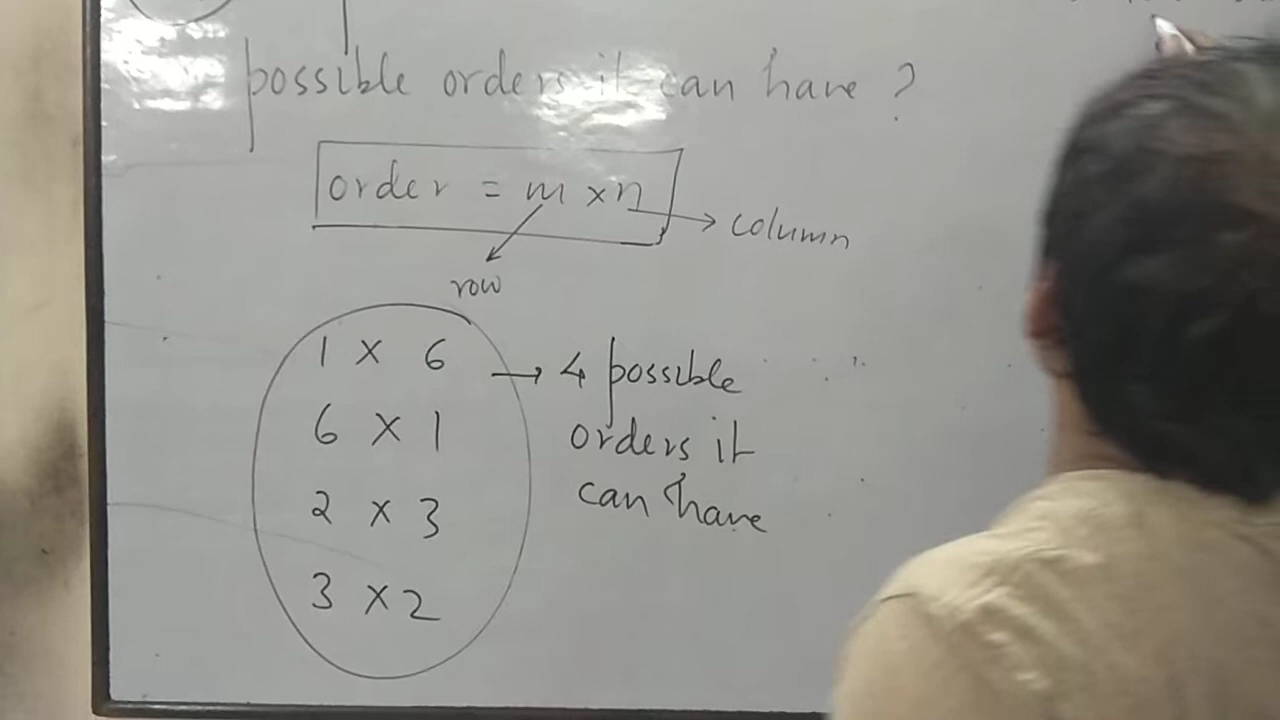 possible orders it can have ?
order = m × n
column
row
1 × 6
6 × 1
2 × 3
3 × 2
→ 4 possible
orders it
can have